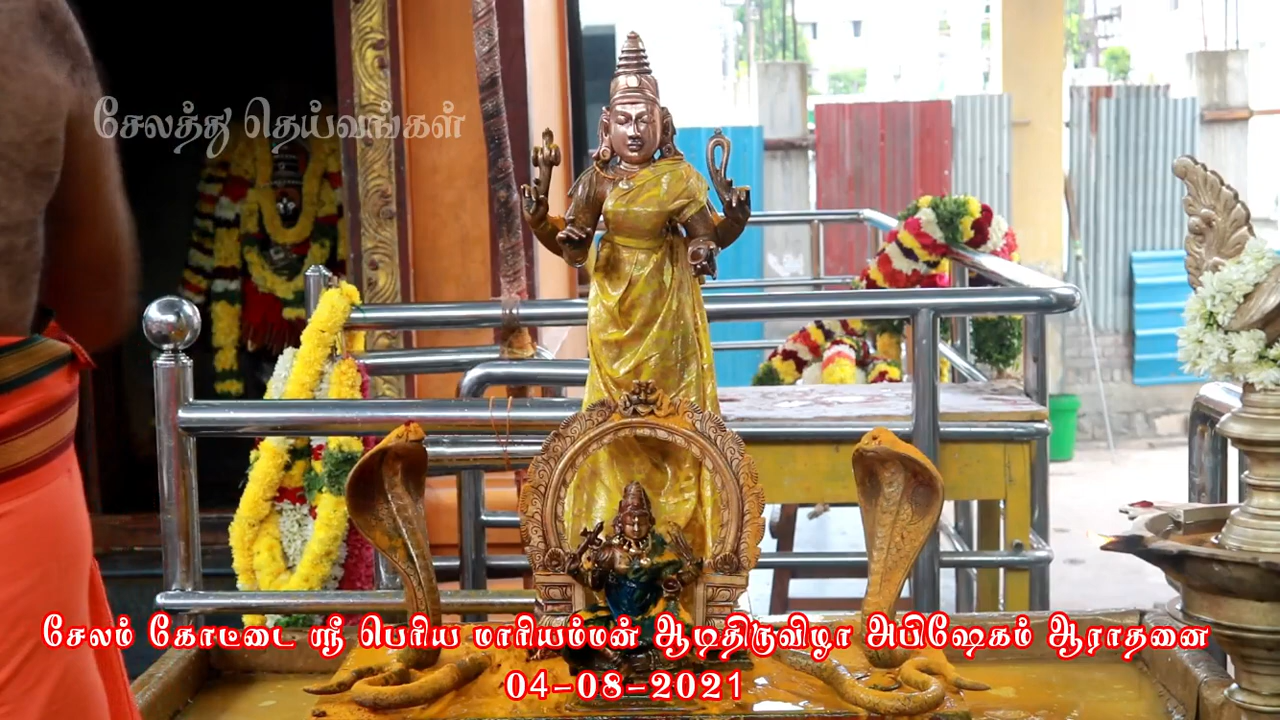 சேலத்து தெய்வங்கள்
சேலம் கோட்டை ஸ்ரீ பெரிய மாரியம்மன் ஆடிதிருவிழா அபிஷேகம் ஆராதனை
04-08-2021